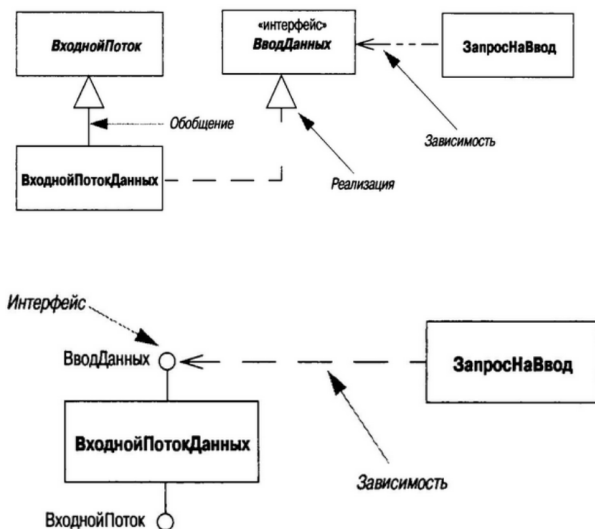 ВходнойПоток
«интерфейс»
ВводДанных
ЗапросНаВвод
Обобщение
Зависимость
ВходнойПотокДанных
Реализация
Интерфейс
ВводДанных
ЗапросНаВвод
ВходнойПотокДанных
Зависимость
ВходнойПоток